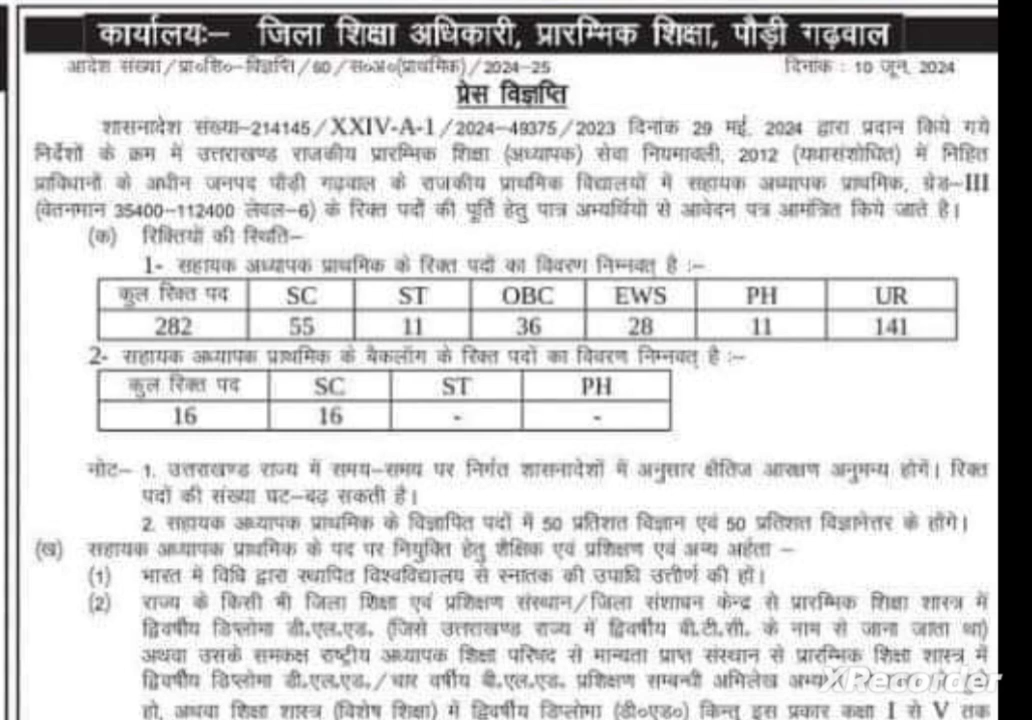 कार्यालयः– जिला शिक्षा अधिकारी, प्रारम्भिक शिक्षा, पौड़ी गढ़वाल
आदेश संख्या/प्रा०शि०–विज्ञप्ति/60/स०अ०(प्राथमिक)/2024–25 दिनांक : 10 जून, 2024
प्रेस विज्ञप्ति
शासनादेश संख्या–214145/XXIV-A-1/2024–49375/2023 दिनांक 29 मई, 2024 द्वारा प्रदान किये गये
निर्देशों के क्रम में उत्तराखण्ड राजकीय प्रारम्भिक शिक्षा (अध्यापक) सेवा नियमावली, 2012 (यथासंशोधित) में निहित
प्राविधानों के अधीन जनपद पौड़ी गढ़वाल के राजकीय प्राथमिक विद्यालयों में सहायक अध्यापक प्राथमिक, ग्रेड–III
(वेतनमान 35400–112400 लेवल–6) के रिक्त पदों की पूर्ति हेतु पात्र अभ्यर्थियों से आवेदन पत्र आमंत्रित किये जाते है।
(क) रिक्तियों की स्थिति–
1- सहायक अध्यापक प्राथमिक के रिक्त पदों का विवरण निम्नवत् है :–
कुल रिक्त पद SC ST OBC EWS PH UR
282 55 11 36 28 11 141
2- सहायक अध्यापक प्राथमिक के बैकलॉग के रिक्त पदों का विवरण निम्नवत् है :–
कुल रिक्त पद SC ST PH
16 16 - -
नोट– 1. उत्तराखण्ड राज्य में समय–समय पर निर्गत शासनादेशों में अनुसार क्षैतिज आरक्षण अनुमन्य होगें। रिक्त
पदों की संख्या घट–बढ़ सकती है।
2. सहायक अध्यापक प्राथमिक के विज्ञापित पदों में 50 प्रतिशत विज्ञान एवं 50 प्रतिशत विज्ञानेत्तर के होंगे।
(ख) सहायक अध्यापक प्राथमिक के पद पर नियुक्ति हेतु शैक्षिक एवं प्रशिक्षण एवं अन्य अर्हता –
(1) भारत में विधि द्वारा स्थापित विश्वविद्यालय से स्नातक की उपाधि उत्तीर्ण की हों।
(2) राज्य के किसी भी जिला शिक्षा एवं प्रशिक्षण संस्थान/जिला संशाधन केन्द्र से प्रारम्भिक शिक्षा शास्त्र में
द्विवर्षीय डिप्लोमा डी.एल.एड. (जिसे उत्तराखण्ड राज्य में द्विवर्षीय बी.टी.सी. के नाम से जाना जाता था)
अथवा उसके समकक्ष राष्ट्रीय अध्यापक शिक्षा परिषद से मान्यता प्राप्त संस्थान से प्रारम्भिक शिक्षा शास्त्र में
द्विवर्षीय डिप्लोमा डी.एल.एड./चार वर्षीय बी.एल.एड. प्रशिक्षण सम्बन्धी अभिलेख
XRecorder
हो, अथवा शिक्षा शास्त्र (विशेष शिक्षा) में द्विवर्षीय डिप्लोमा (डी०एड०) किन्तु इस प्रकार कक्षा I से V तक